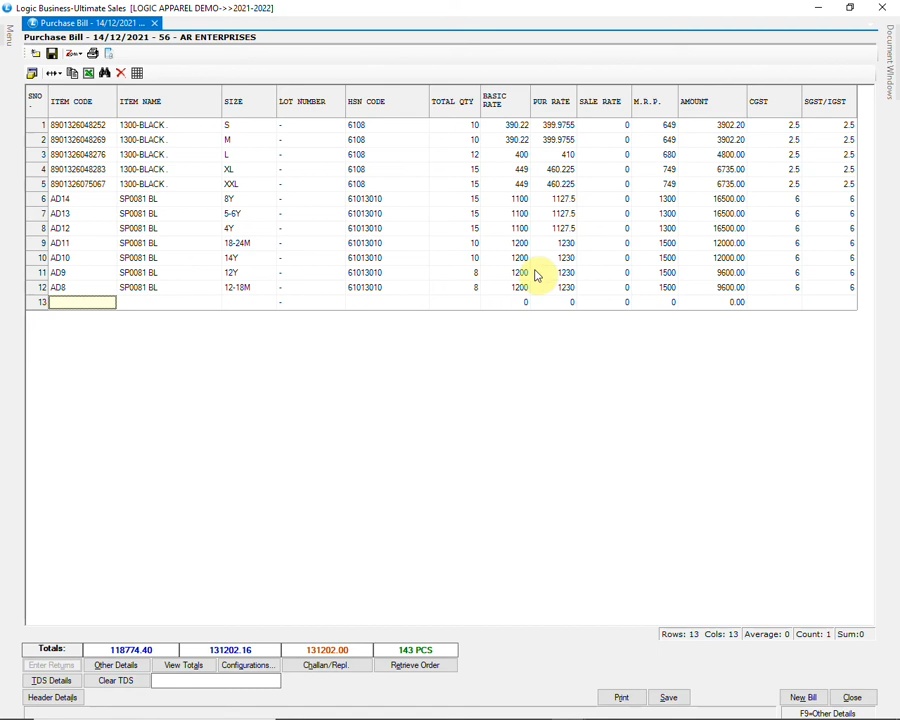 Logic Business-Ultimate Sales [LOGIC APPAREL DEMO->>2021-2022]
Menu
Purchase Bill - 14/12/2021 ...
Document Windows
Purchase Bill - 14/12/2021 - 56 - AR ENTERPRISES
SNO. ITEM CODE ITEM NAME SIZE LOT NUMBER HSN CODE TOTAL QTY BASIC RATE PUR RATE SALE RATE M.R.P. AMOUNT CGST SGST/IGST
1 8901326048252 1300-BLACK . S - 6108 10 390.22 399.9755 0 649 3902.20 2.5 2.5
2 8901326048269 1300-BLACK . M - 6108 10 390.22 399.9755 0 649 3902.20 2.5 2.5
3 8901326048276 1300-BLACK . L - 6108 12 400 410 0 680 4800.00 2.5 2.5
4 8901326048283 1300-BLACK . XL - 6108 15 449 460.225 0 749 6735.00 2.5 2.5
5 8901326075067 1300-BLACK . XXL - 6108 15 449 460.225 0 749 6735.00 2.5 2.5
6 AD14 SP0081 BL 8Y - 61013010 15 1100 1127.5 0 1300 16500.00 6 6
7 AD13 SP0081 BL 5-6Y - 61013010 15 1100 1127.5 0 1300 16500.00 6 6
8 AD12 SP0081 BL 4Y - 61013010 15 1100 1127.5 0 1300 16500.00 6 6
9 AD11 SP0081 BL 18-24M - 61013010 10 1200 1230 0 1500 12000.00 6 6
10 AD10 SP0081 BL 14Y - 61013010 10 1200 1230 0 1500 12000.00 6 6
11 AD9 SP0081 BL 12Y - 61013010 8 1200 1230 0 1500 9600.00 6 6
12 AD8 SP0081 BL 12-18M - 61013010 8 1200 1230 0 1500 9600.00 6 6
13 - 0 0 0 0 0.00
Rows: 13 Cols: 13 Average: 0 Count: 1 Sum:0
Totals: 118774.40 131202.16 131202.00 143 PCS
Enter Returns Other Details View Totals Configurations... Challan/Repl. Retrieve Order
TDS Details Clear TDS
Header Details Print Save New Bill Close
F9=Other Details